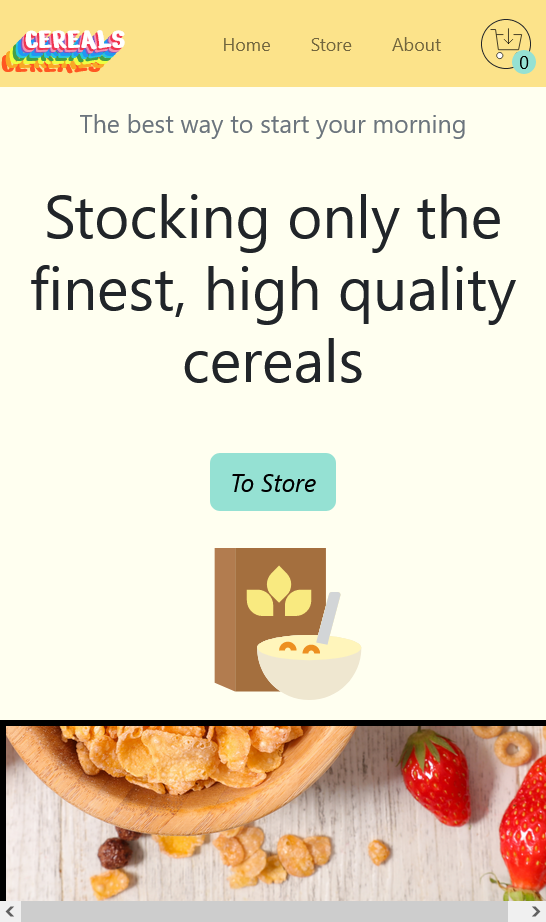 CEREALS
CEREALS
Home
Store
About
0
The best way to start your morning
Stocking only the
finest, high quality
cereals
To Store